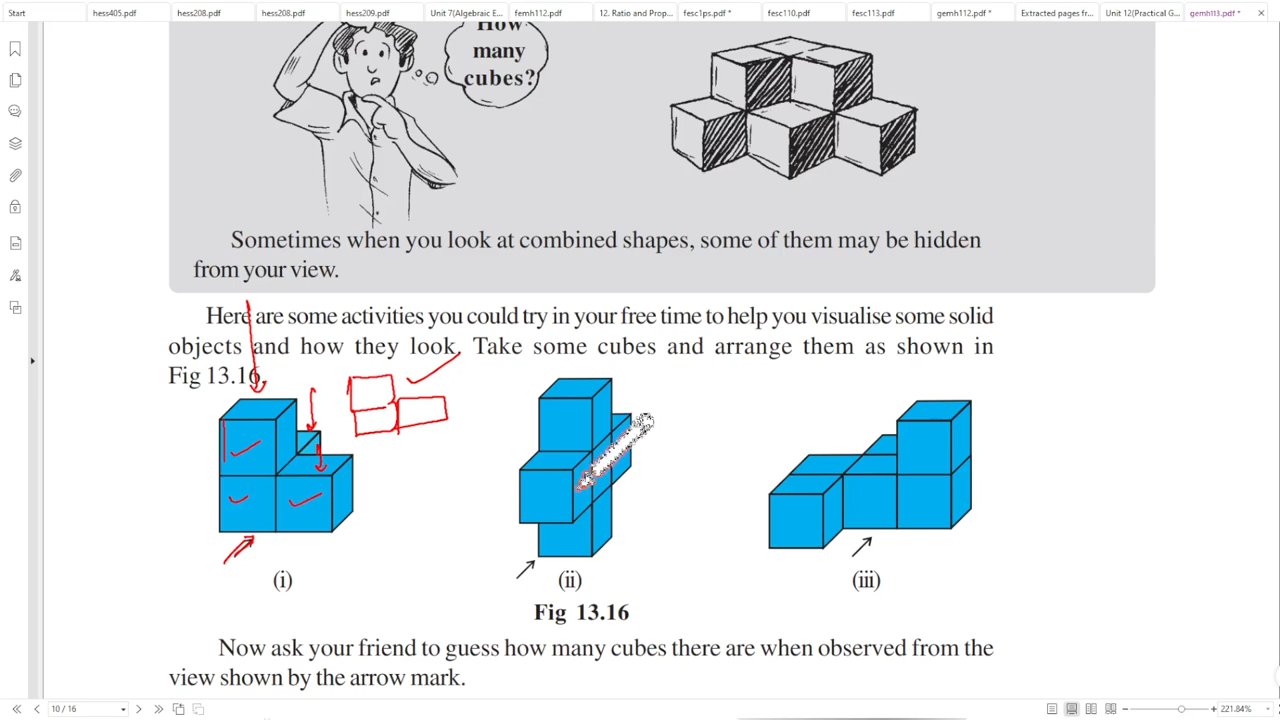 Start hess405.pdf hess208.pdf hess208.pdf hess209.pdf Unit 7(Algebraic E... femh112.pdf 12. Ratio and Prop... fesc1ps.pdf * fesc110.pdf fesc113.pdf gemh112.pdf * Extracted pages fr... Unit 12(Practical G... gemh113.pdf *
How
many
cubes?
Sometimes when you look at combined shapes, some of them may be hidden
from your view.
Here are some activities you could try in your free time to help you visualise some solid
objects and how they look. Take some cubes and arrange them as shown in
Fig 13.16.
(i) (ii) (iii)
Fig 13.16
Now ask your friend to guess how many cubes there are when observed from the
view shown by the arrow mark.
10 / 16 221.84%